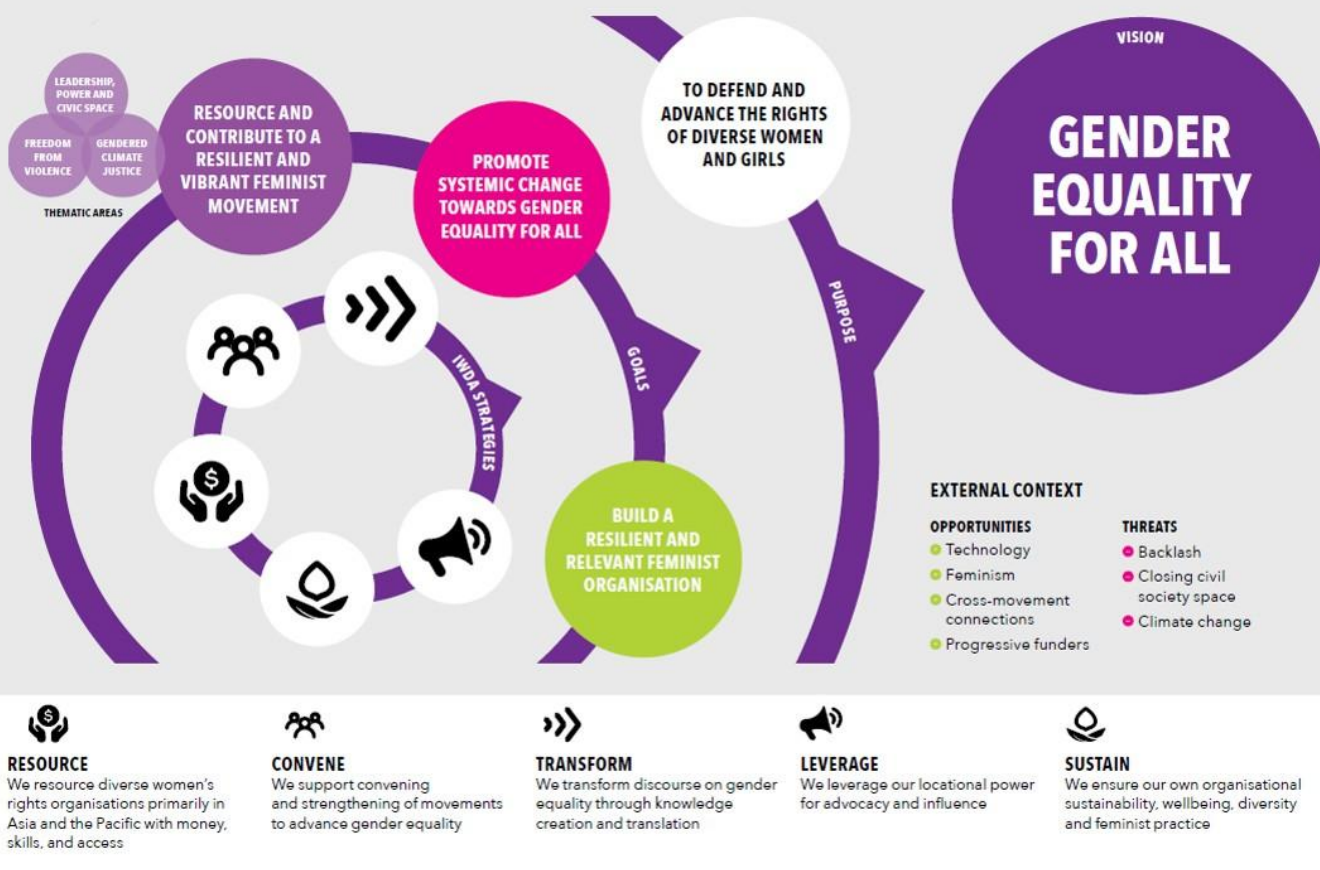 LEADERSHIP,
POWER AND
CIVIC SPACE
FREEDOM
FROM
VIOLENCE
GENDERED
CLIMATE
JUSTICE
THEMATIC AREAS
RESOURCE AND
CONTRIBUTE TO A
RESILIENT AND
VIBRANT FEMINIST
MOVEMENT
PROMOTE
SYSTEMIC CHANGE
TOWARDS GENDER
EQUALITY FOR ALL
TO DEFEND AND
ADVANCE THE RIGHTS
OF DIVERSE WOMEN
AND GIRLS
VISION
GENDER
EQUALITY
FOR ALL
IWDA STRATEGIES
GOALS
PURPOSE
BUILD A
RESILIENT AND
RELEVANT FEMINIST
ORGANISATION
EXTERNAL CONTEXT
OPPORTUNITIES
Technology
Feminism
Cross-movement
connections
Progressive funders
THREATS
Backlash
Closing civil
society space
Climate change
RESOURCE
We resource diverse women's
rights organisations primarily in
Asia and the Pacific with money,
skills, and access
CONVENE
We support convening
and strengthening of movements
to advance gender equality
TRANSFORM
We transform discourse on gender
equality through knowledge
creation and translation
LEVERAGE
We leverage our locational power
for advocacy and influence
SUSTAIN
We ensure our own organisational
sustainability, wellbeing, diversity
and feminist practice